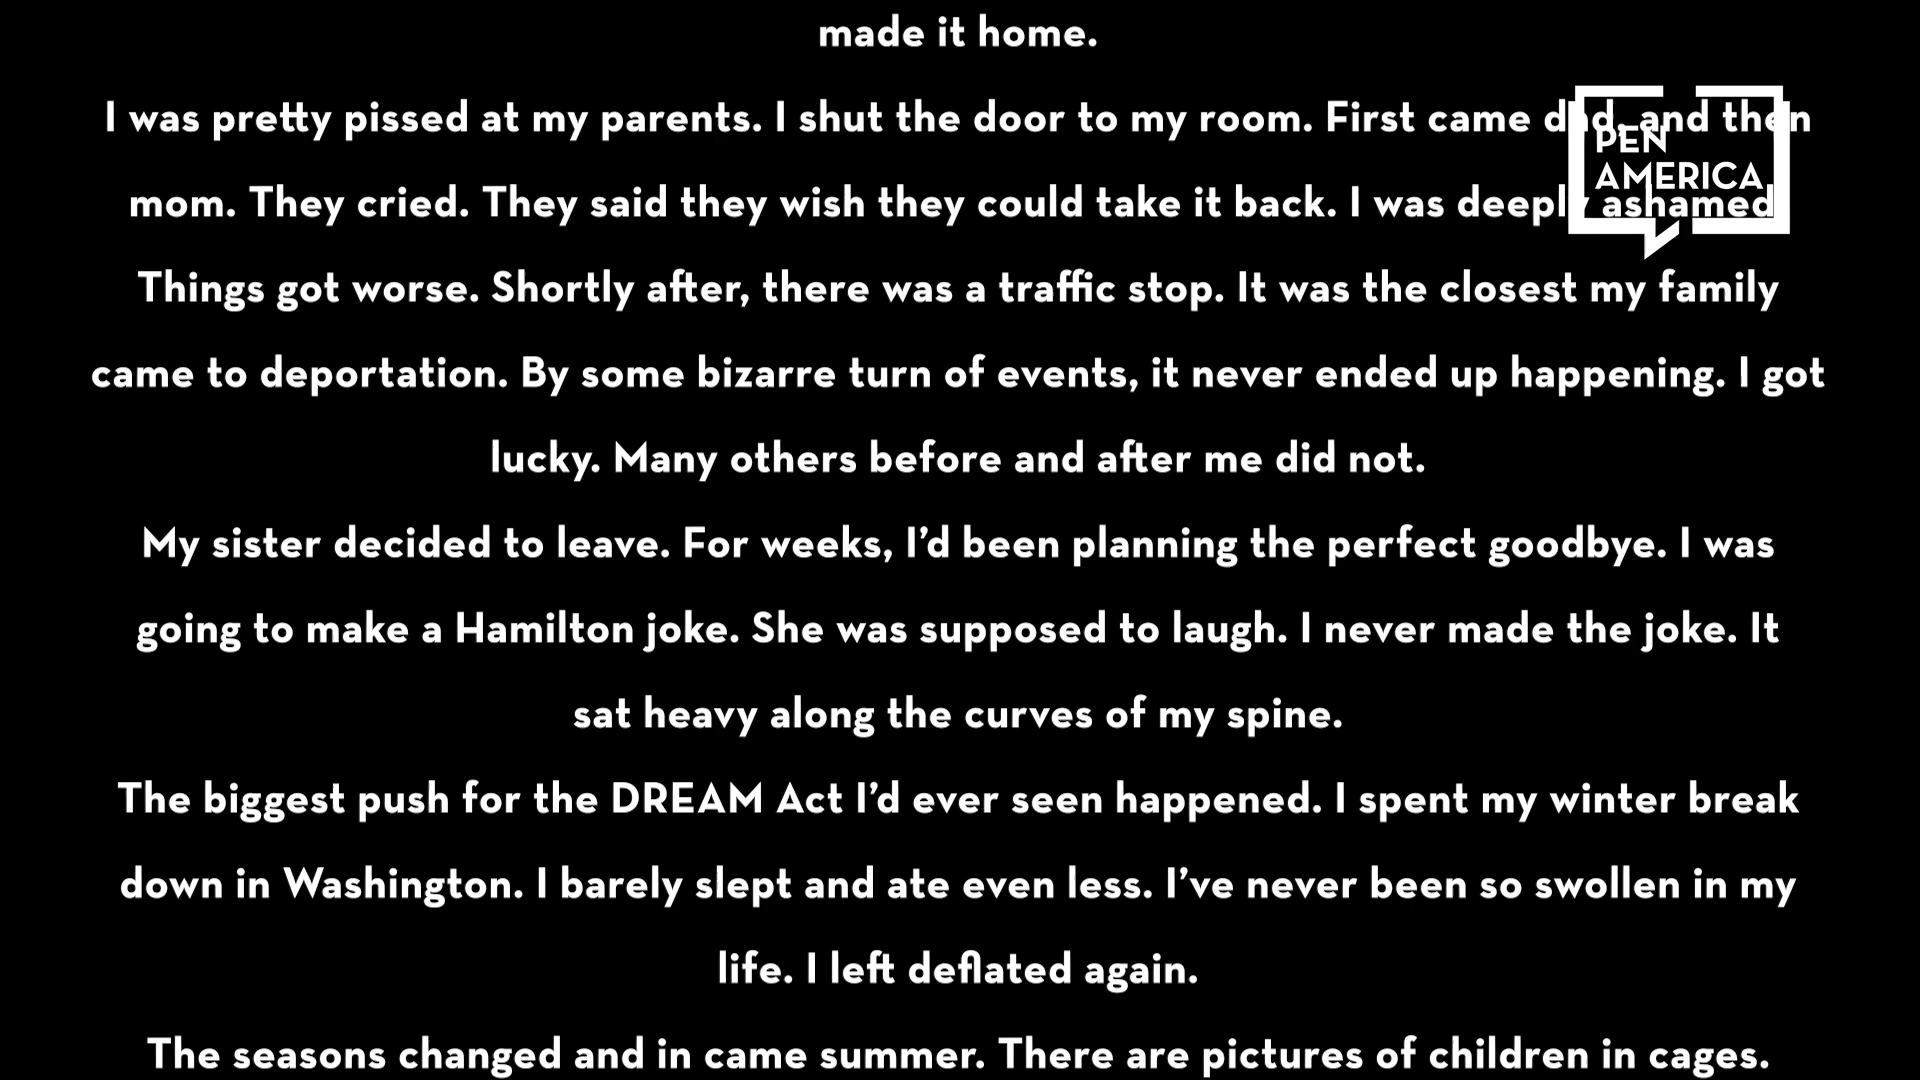 made it home.
I was pretty pissed at my parents. I shut the door to my room. First came dad, and then
PEN
AMERICA
mom. They cried. They said they wish they could take it back. I was deeply ashamed
Things got worse. Shortly after, there was a traffic stop. It was the closest my family
came to deportation. By some bizarre turn of events, it never ended up happening. I got
lucky. Many others before and after me did not.
My sister decided to leave. For weeks, I’d been planning the perfect goodbye. I was
going to make a Hamilton joke. She was supposed to laugh. I never made the joke. It
sat heavy along the curves of my spine.
The biggest push for the DREAM Act I’d ever seen happened. I spent my winter break
down in Washington. I barely slept and ate even less. I’ve never been so swollen in my
life. I left deflated again.
The seasons changed and in came summer. There are pictures of children in cages.